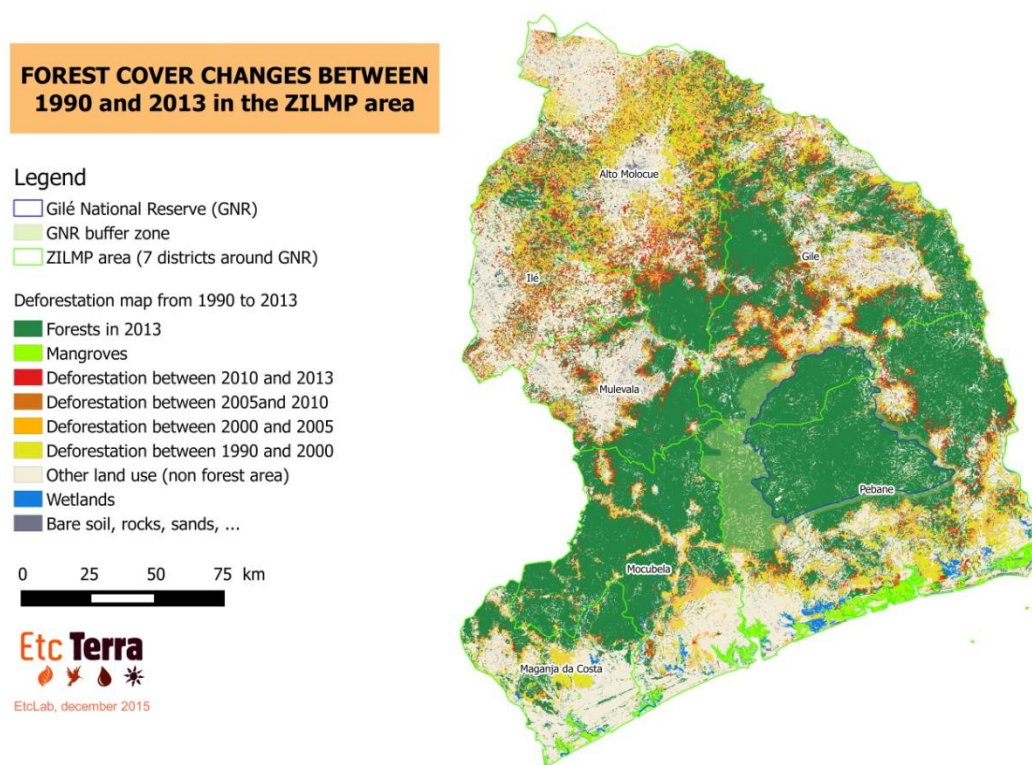 FOREST COVER CHANGES BETWEEN
1990 and 2013 in the ZILMP area
Legend
Gilé National Reserve (GNR)
GNR buffer zone
ZILMP area (7 districts around GNR)
Deforestation map from 1990 to 2013
Forests in 2013
Mangroves
Deforestation between 2010 and 2013
Deforestation between 2005and 2010
Deforestation between 2000 and 2005
Deforestation between 1990 and 2000
Other land use (non forest area)
Wetlands
Bare soil, rocks, sands, ...
0 25 50 75 km
Etc Terra
EtcLab, december 2015
Alto Molocue
Gile
Ilé
Mulevala
Pebane
Mocubela
Maganja da Costa